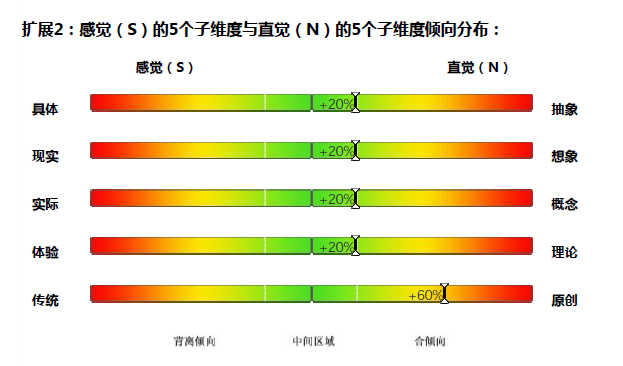 扩展2：感觉（S）的5个子维度与直觉（N）的5个子维度倾向分布：
感觉（S） 直觉（N）
具体 +20% 抽象
现实 +20% 想象
实际 +20% 概念
体验 +20% 理论
传统 +60% 原创
背离倾向 中间区域 合倾向